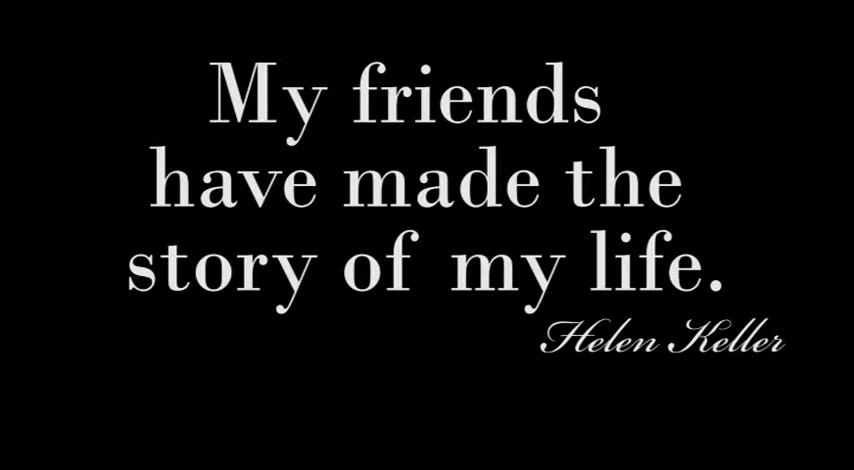 My friends
have made the
story of my life.
Helen Keller